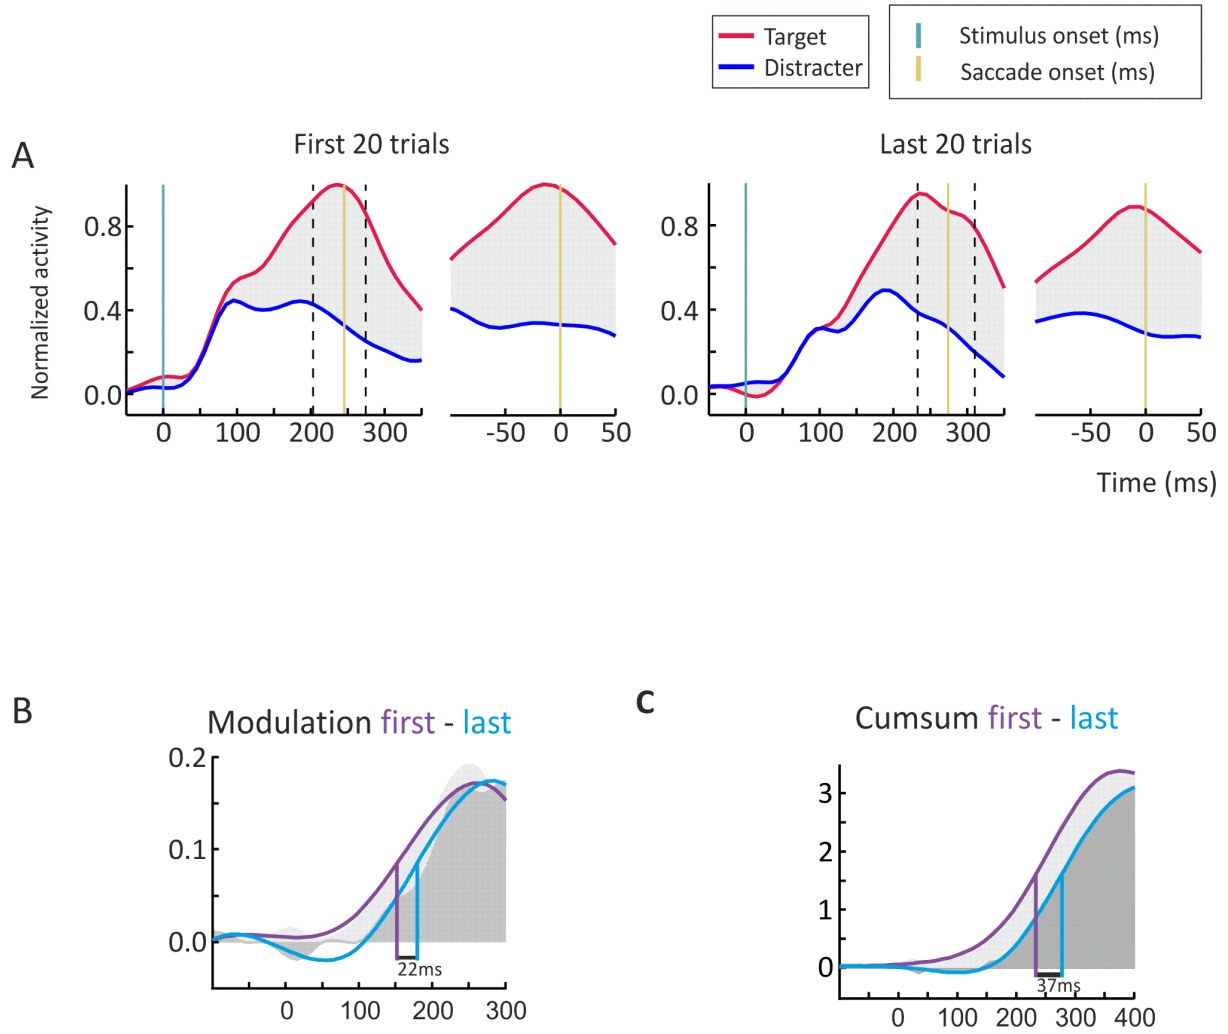 Target
Distracter
Stimulus onset (ms)
Saccade onset (ms)
A
First 20 trials
Last 20 trials
Normalized activity
0.8
0.4
0.0
0 100 200 300
-50 0 50
0.8
0.4
0.0
0 100 200 300
-50 0 50
Time (ms)
B
Modulation first - last
0.2
0.1
0.0
22ms
0 100 200 300
C
Cumsum first - last
3
2
1
0
37ms
0 100 200 300 400